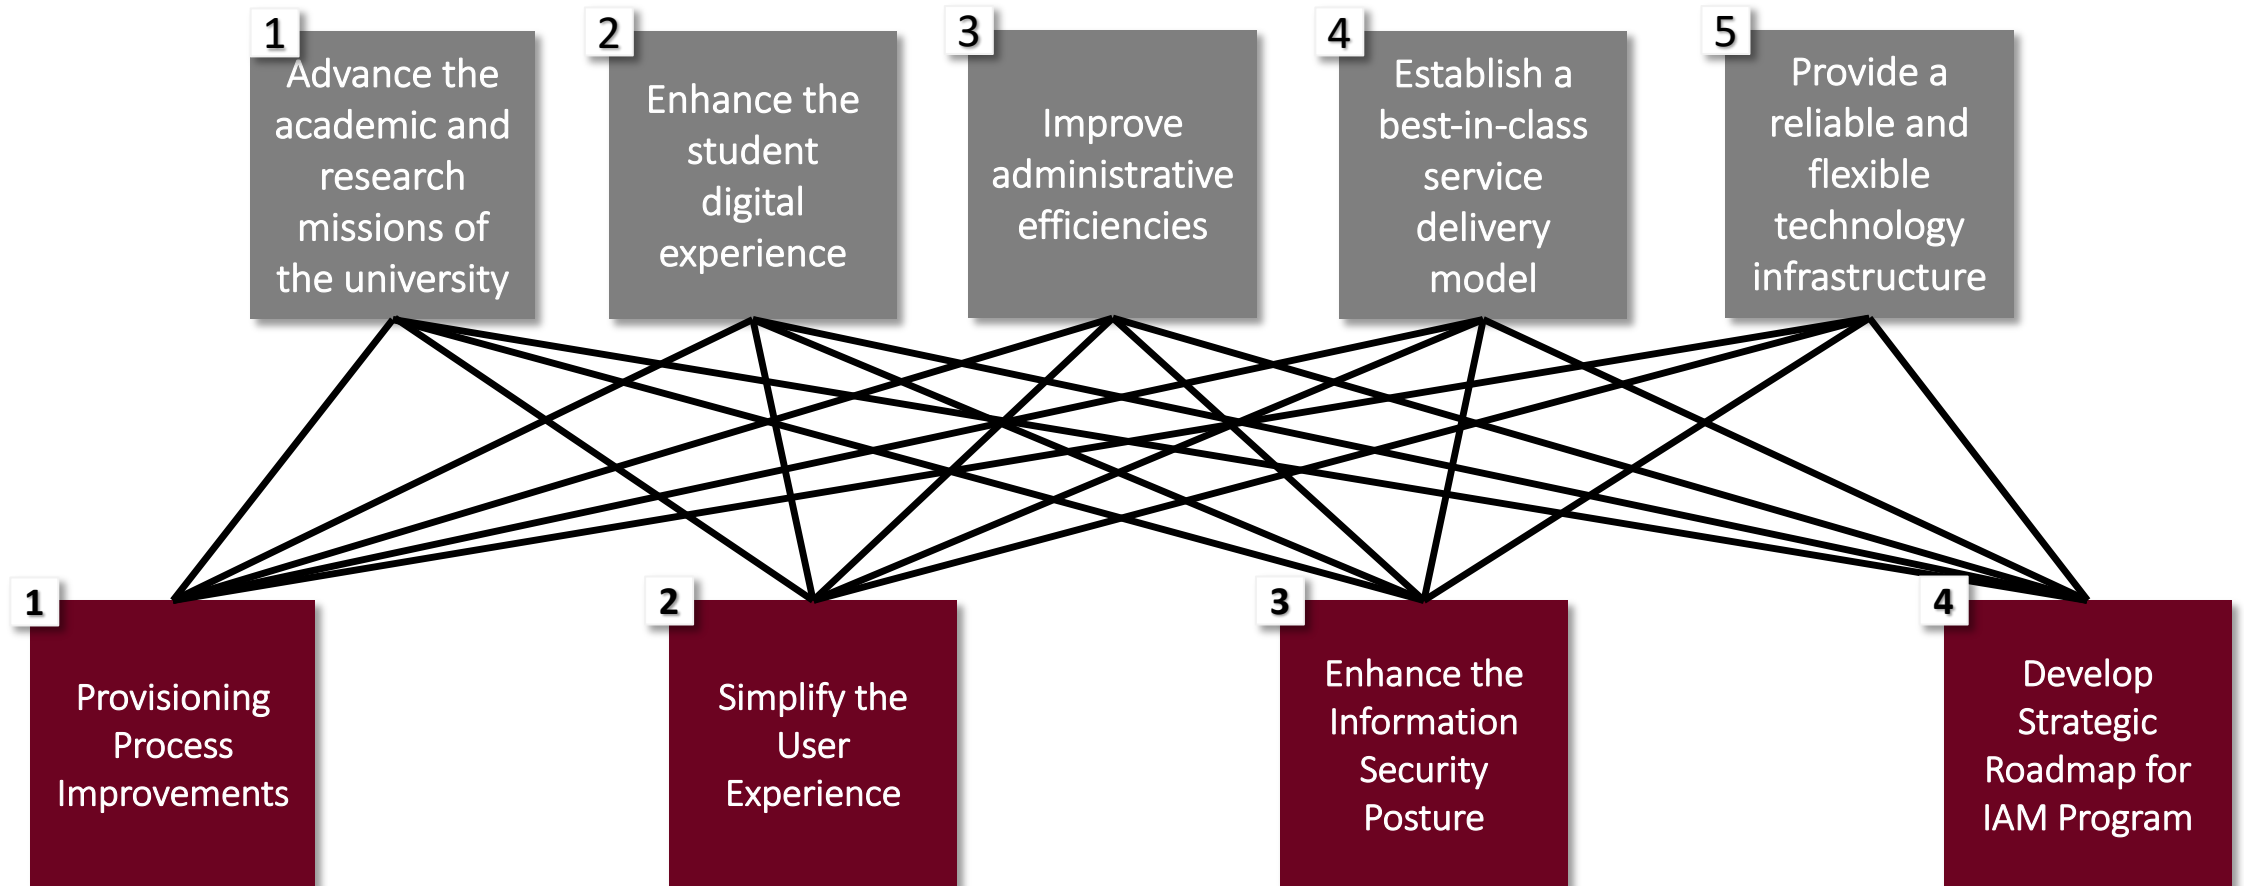 1
Advance the
academic and
research
missions of
the university
2
Enhance the
student
digital
experience
3
Improve
administrative
efficiencies
4
Establish a
best-in-class
service
delivery
model
5
Provide a
reliable and
flexible
technology
infrastructure
1
Provisioning
Process
Improvements
2
Simplify the
User
Experience
3
Enhance the
Information
Security
Posture
4
Develop
Strategic
Roadmap for
IAM Program